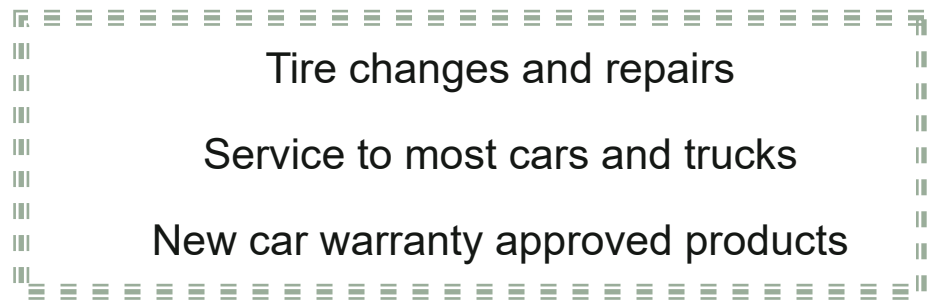 Tire changes and repairs
Service to most cars and trucks
New car warranty approved products